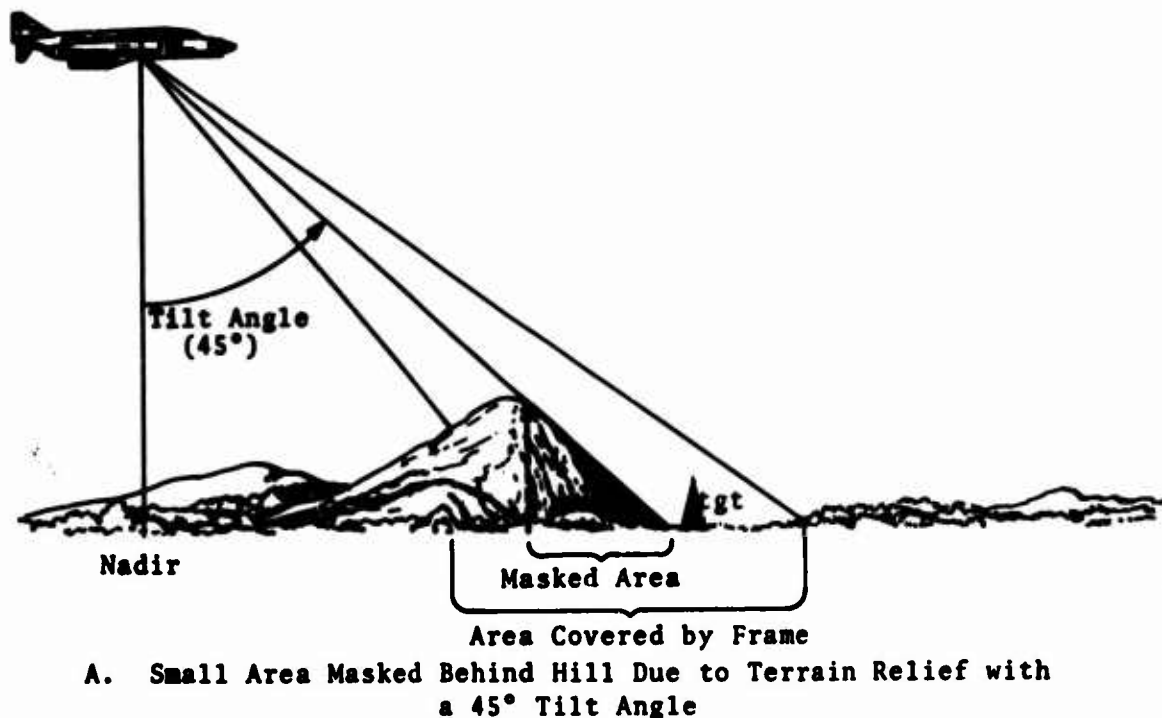 Tilt Angle
(45°)
tgt
Nadir
Masked Area
Area Covered by Frame
A. Small Area Masked Behind Hill Due to Terrain Relief with
a 45° Tilt Angle